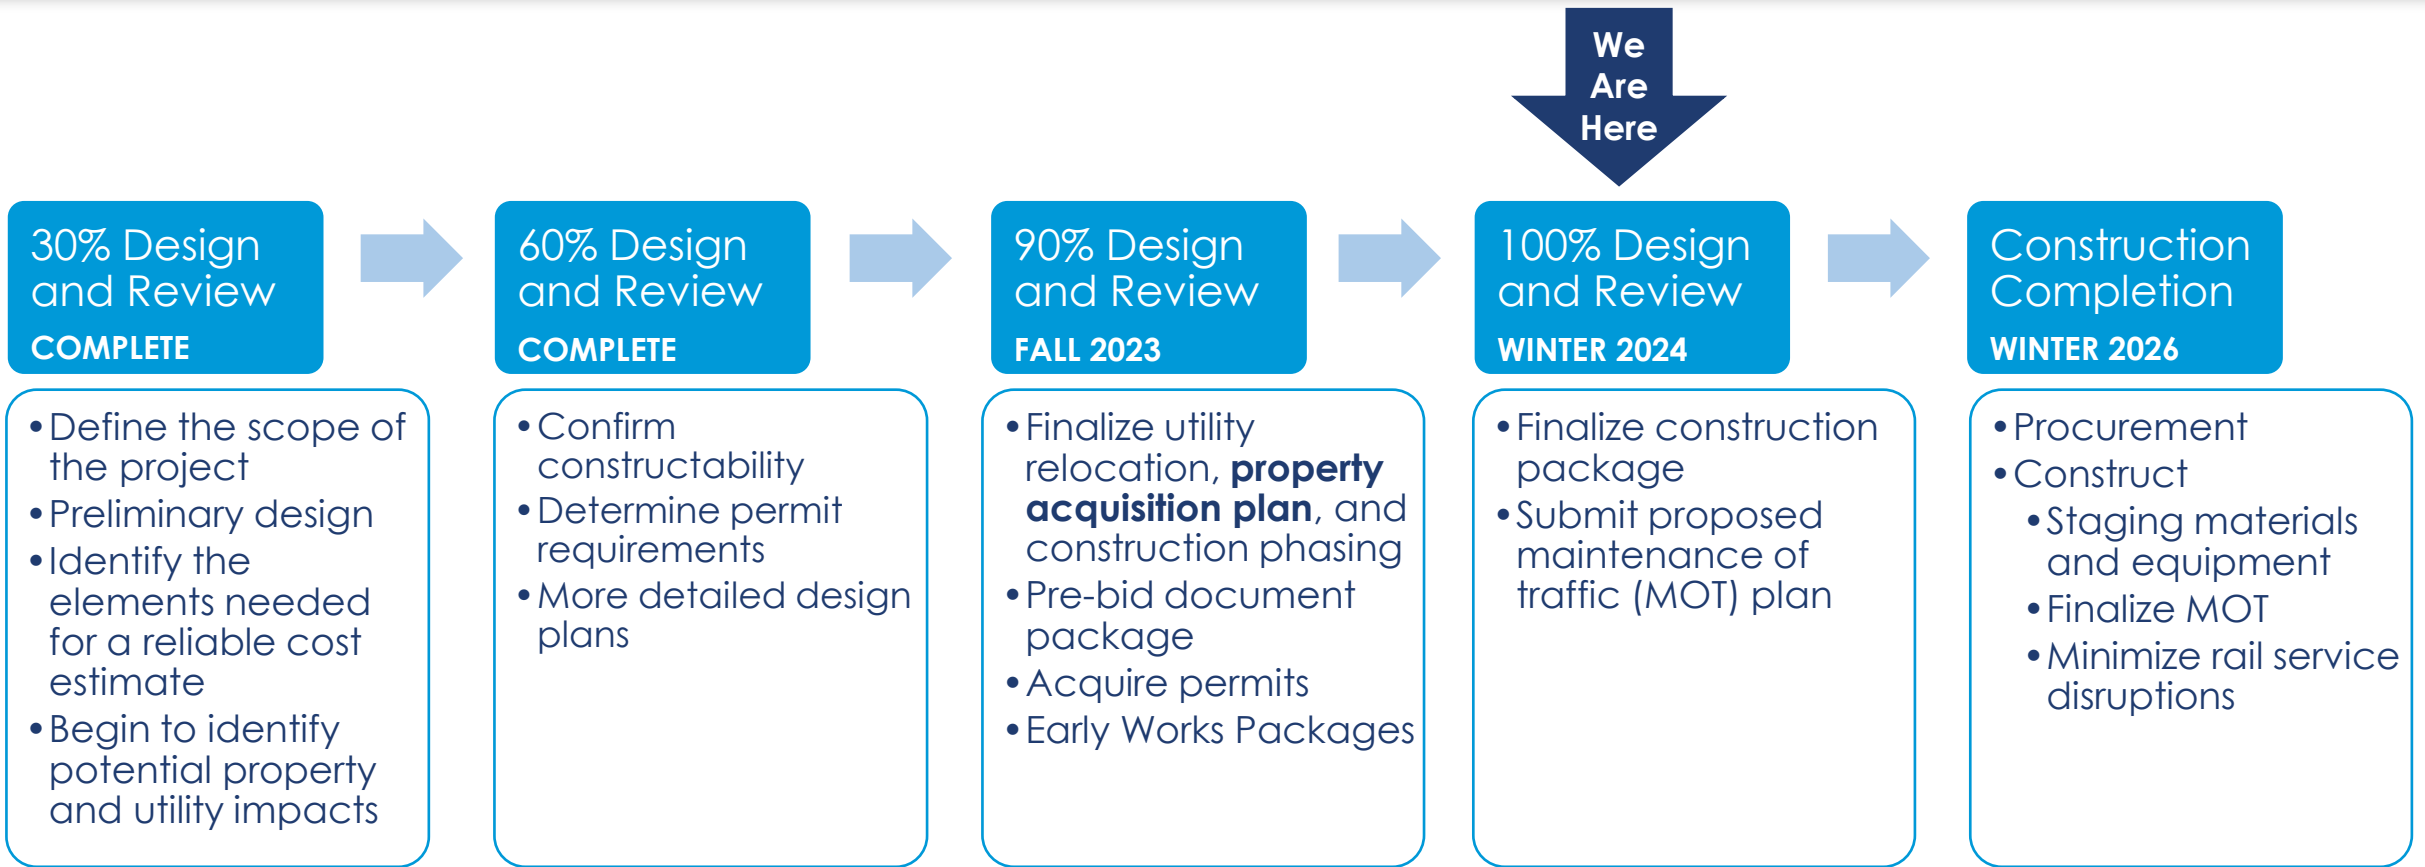 We
Are
Here
30% Design
and Review
COMPLETE
60% Design
and Review
COMPLETE
90% Design
and Review
FALL 2023
100% Design
and Review
WINTER 2024
Construction
Completion
WINTER 2026
•Define the scope of
the project
•Preliminary design
•Identify the
elements needed
for a reliable cost
estimate
•Begin to identify
potential property
and utility impacts
•Confirm
constructability
•Determine permit
requirements
•More detailed design
plans
•Finalize utility
relocation, property
acquisition plan, and
construction phasing
•Pre-bid document
package
•Acquire permits
•Early Works Packages
•Finalize construction
package
•Submit proposed
maintenance of
traffic (MOT) plan
•Procurement
•Construct
•Staging materials
and equipment
•Finalize MOT
•Minimize rail service
disruptions